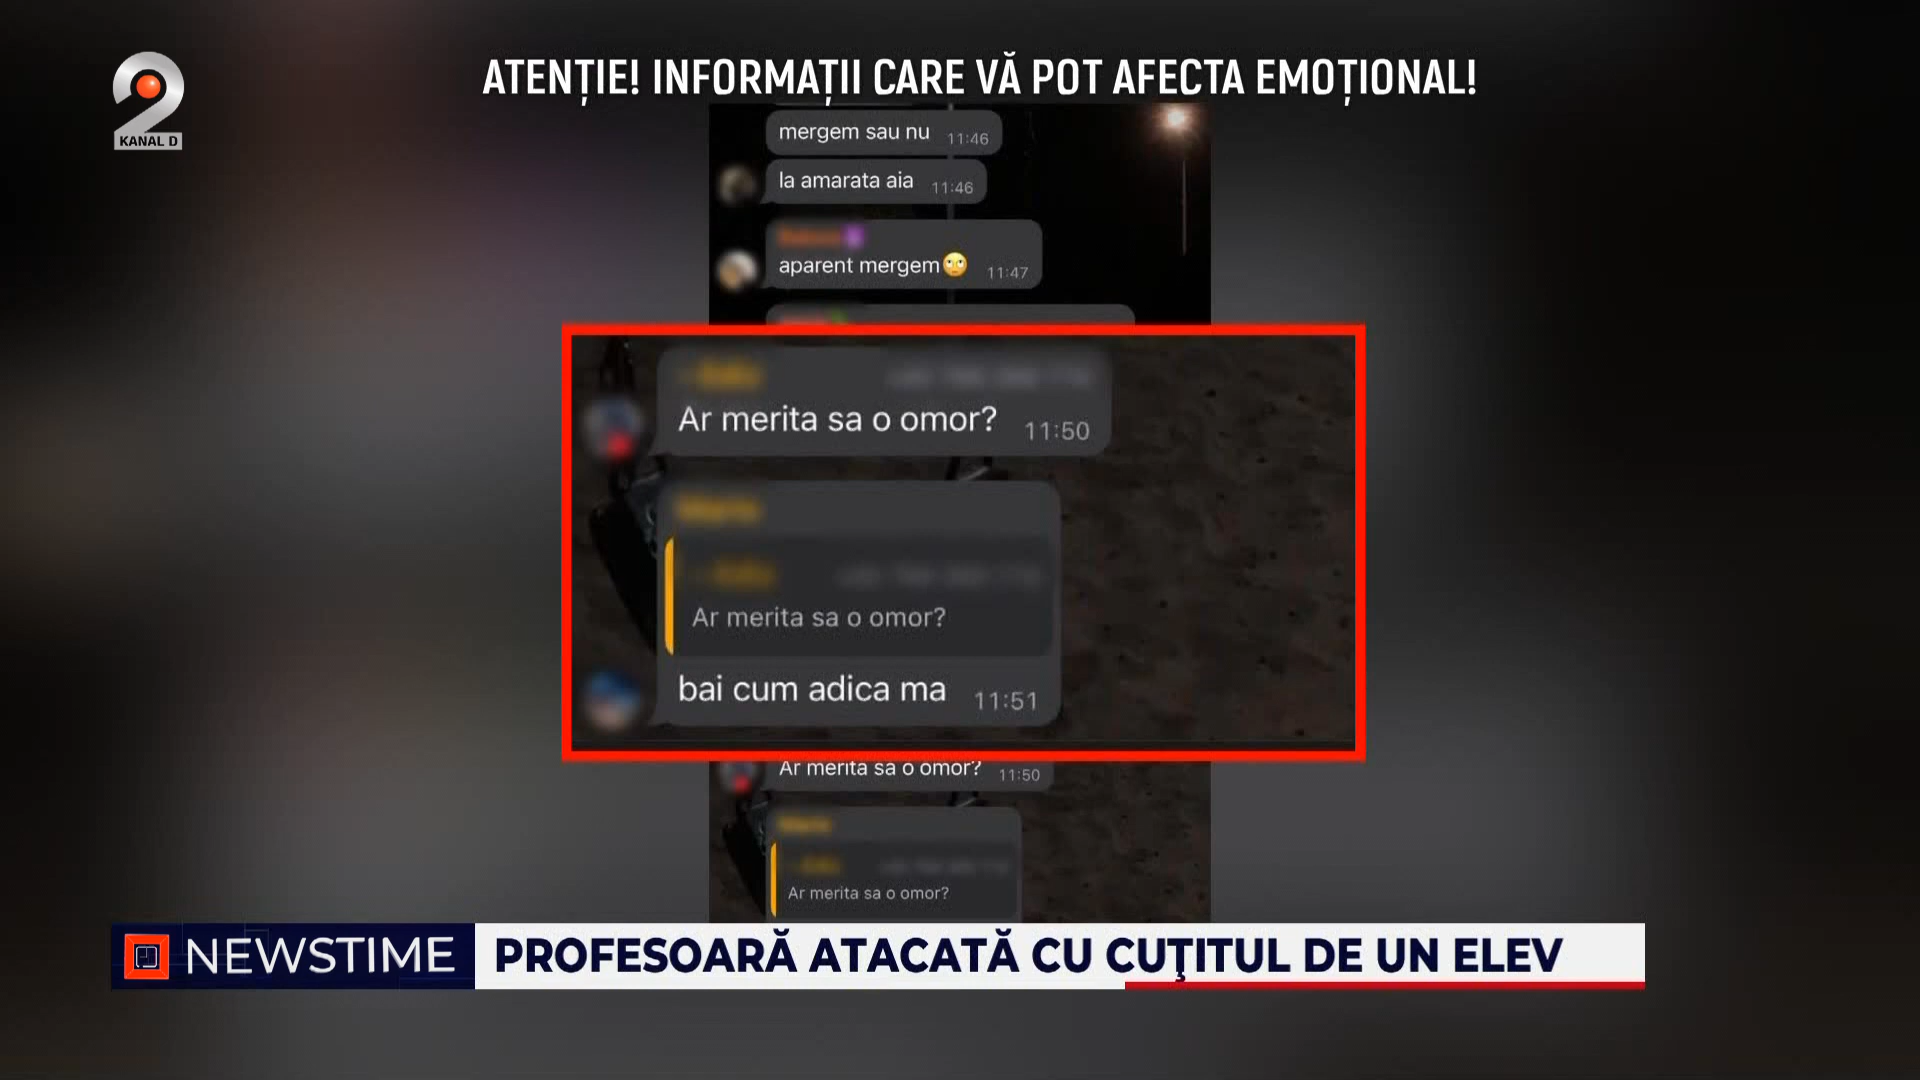 ATENȚIE! INFORMAȚII CARE VĂ POT AFECTA EMOȚIONAL!
2
KANAL D
mergem sau nu 11:46
la amarata aia 11:46
aparent mergem🙄 11:47
Ar merita sa o omor? 11:50
Ar merita sa o omor?
bai cum adica ma 11:51
Ar merita sa o omor? 11:50
Ar merita sa o omor?
NEWSTIME PROFESOARĂ ATACATĂ CU CUŢITUL DE UN ELEV